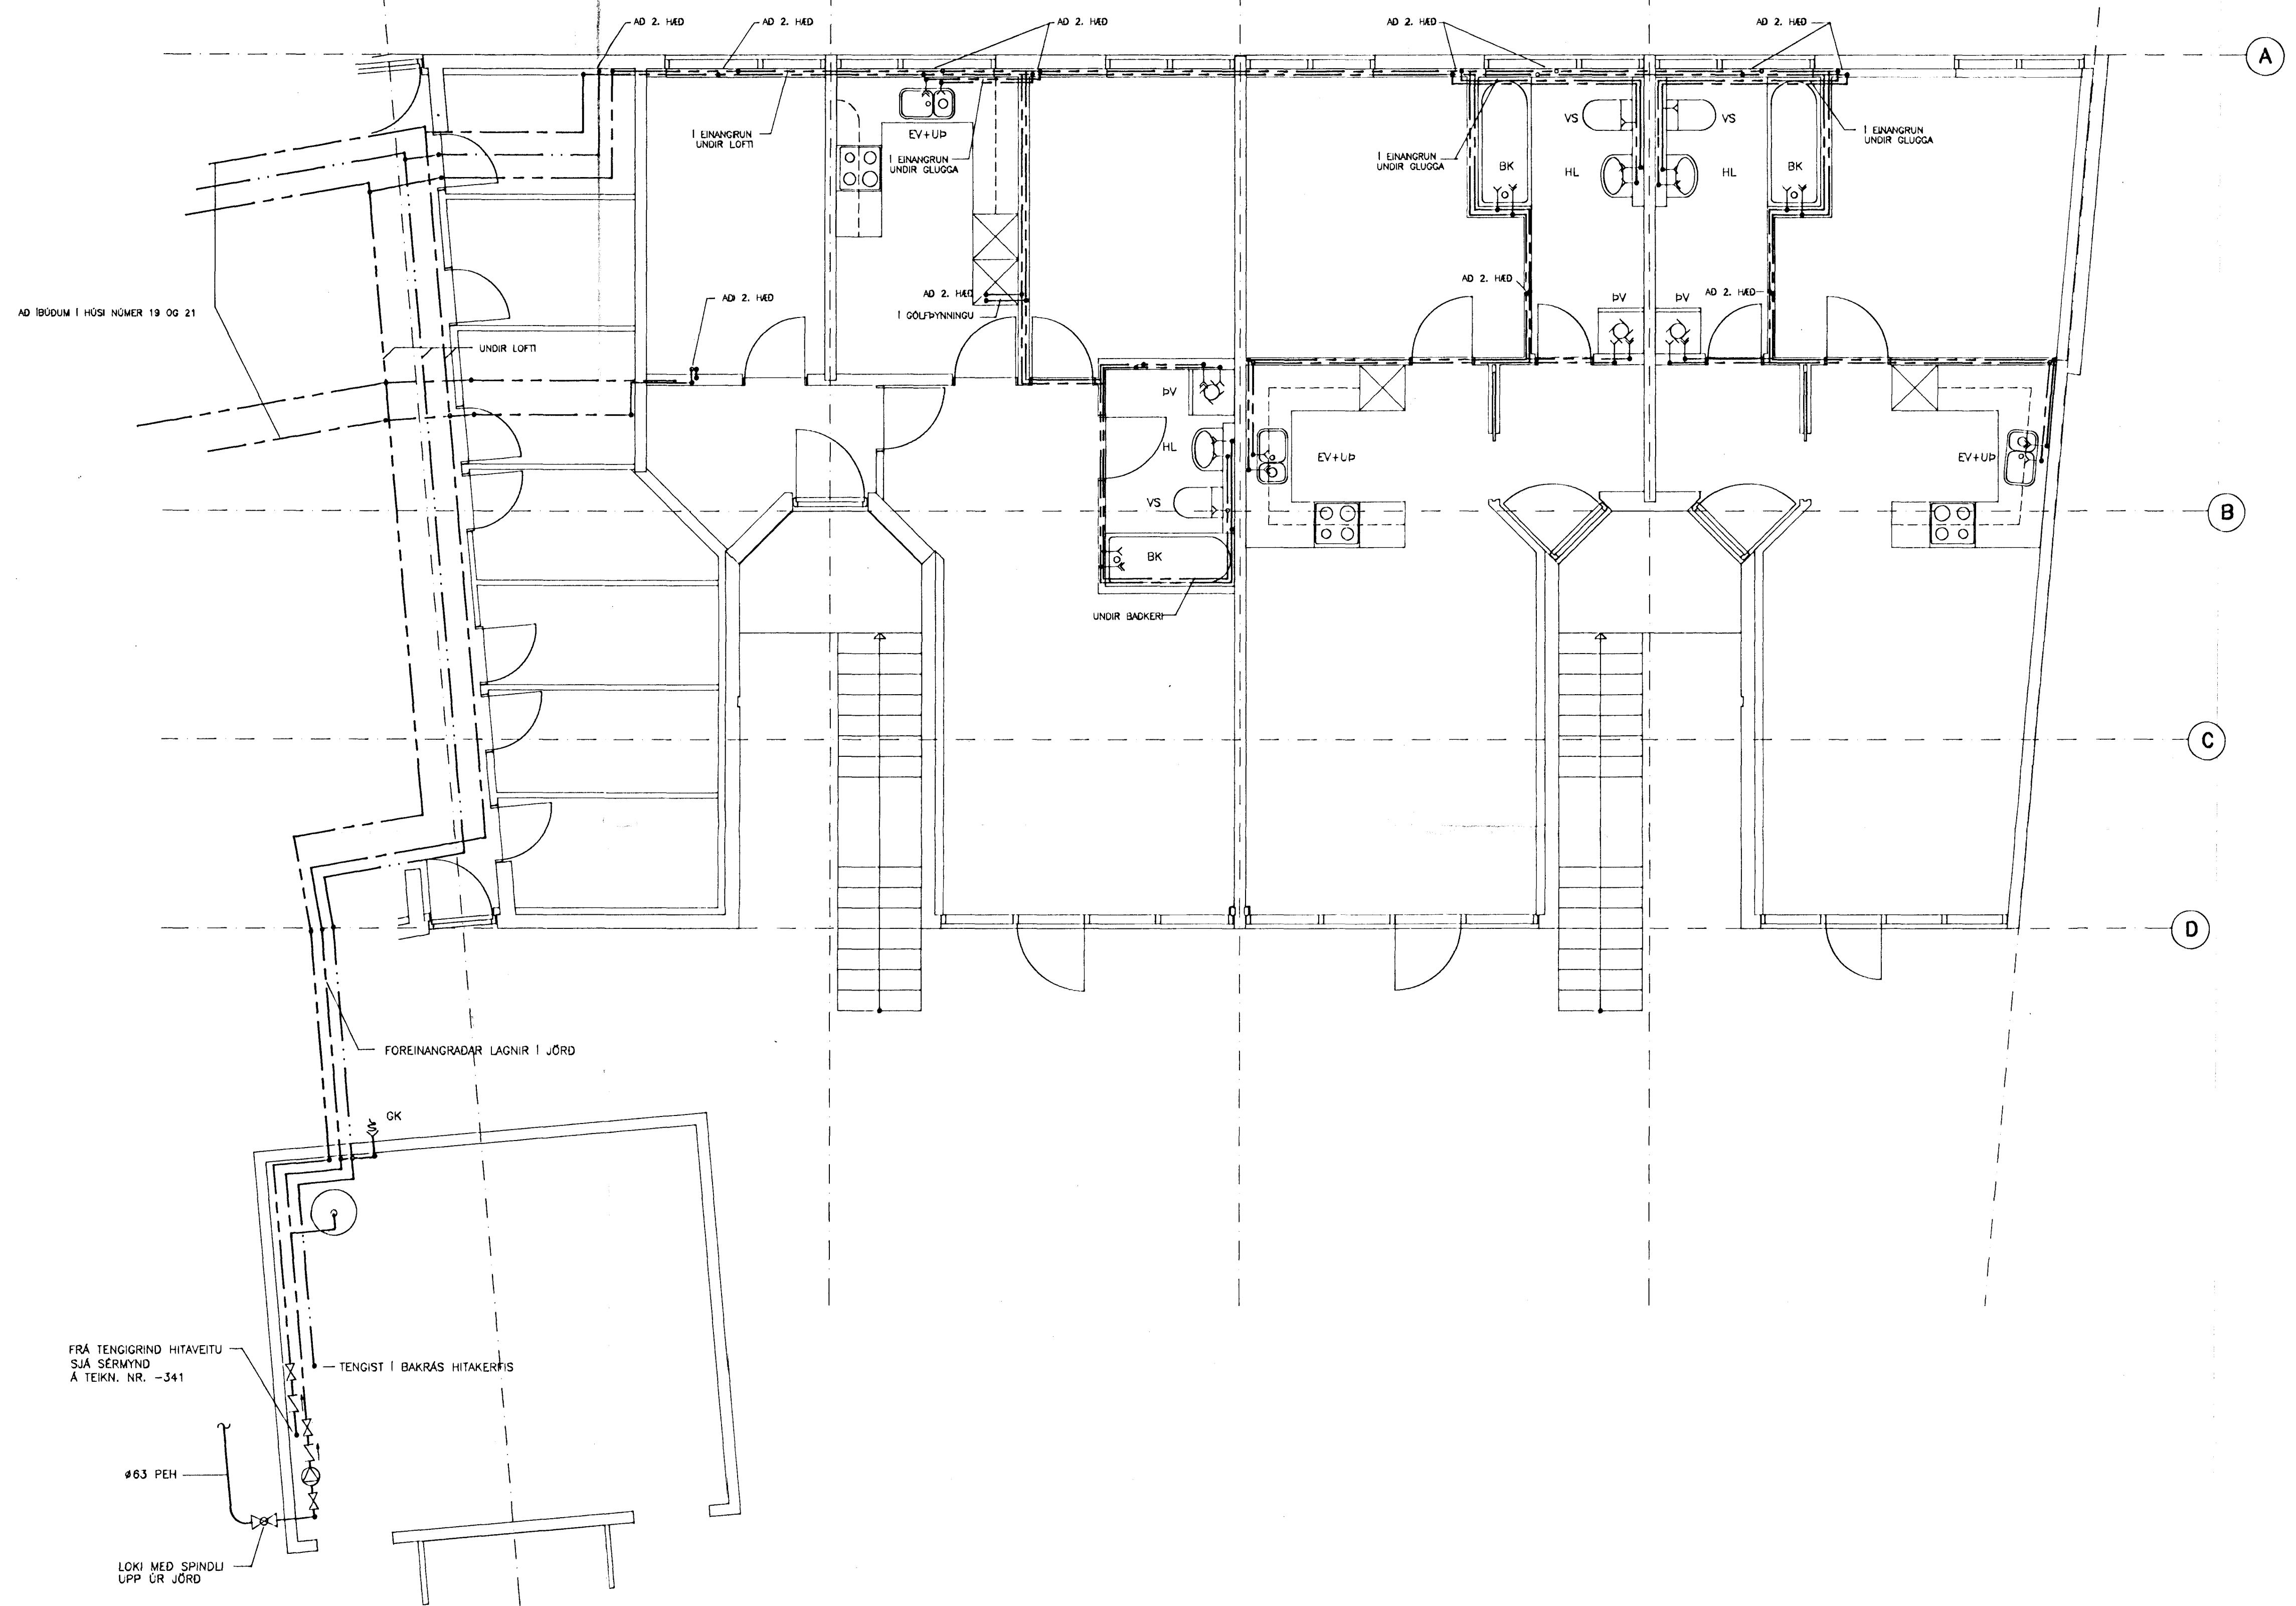 AÐ 2. HÆÐ
AÐ 2. HÆÐ
AÐ 2. HÆÐ
AÐ 2. HÆÐ
AÐ 2. HÆÐ
A
Í EINANGRUN
UNDIR LOFTI
EV+UÞ
Í EINANGRUN
UNDIR GLUGGA
Í EINANGRUN
UNDIR GLUGGA
VS
BK
HL
VS
HL
BK
Í EINANGRUN
UNDIR GLUGGA
AÐ ÍBÚÐUM Í HÚSI NÚMER 19 OG 21
UNDIR LOFTI
AÐ 2. HÆÐ
AÐ 2. HÆÐ
Í GÓLFÞYNNINGU
AÐ 2. HÆÐ
ÞV
ÞV
AÐ 2. HÆÐ
ÞV
HL
VS
BK
UNDIR BAÐKERI
EV+UÞ
EV+UÞ
B
C
D
FOREINANGRAÐAR LAGNIR Í JÖRÐ
GK
FRÁ TENGIGRIND HITAVEITU
SJÁ SÉRMYND
Á TEIKN. NR. -341
TENGIST Í BAKRÁS HITAKERFIS
ø63 PEH
LOKI MEÐ SPINDLI
UPP ÚR JÖRÐ